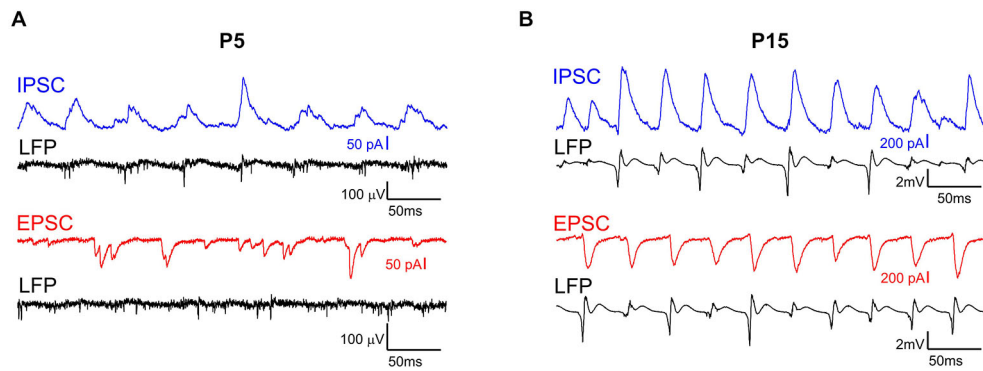 A
P5
IPSC
50 pA
LFP
100 µV
50ms
EPSC
50 pA
LFP
100 µV
50ms
B
P15
IPSC
200 pA
LFP
2mV
50ms
EPSC
200 pA
LFP
2mV
50ms